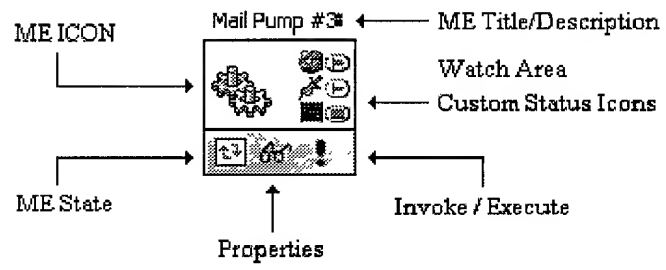 Mail Pump #3
ME Title/Description
ME ICON
Watch Area
Custom Status Icons
ME State
Invoke / Execute
Properties